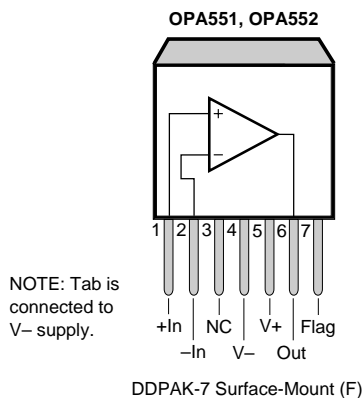 OPA551, OPA552
+
–
1 2 3 4 5 6 7
NOTE: Tab is
connected to
V– supply.
+In NC V+ Flag
–In V– Out
DDPAK-7 Surface-Mount (F)